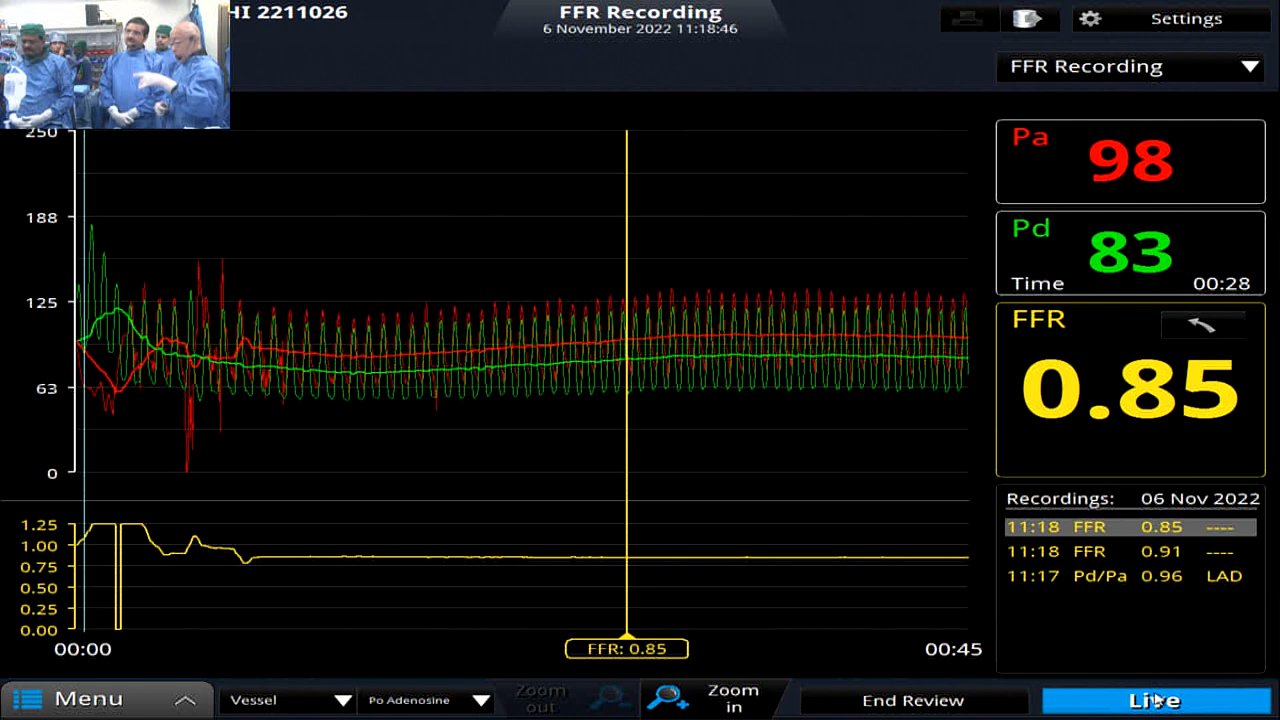 HI 2211026
FFR Recording
6 November 2022 11:18:46
Settings
FFR Recording
Pa 98
Pd 83
Time 00:28
FFR
0.85
250
188
125
63
0
1.25
1.00
0.75
0.50
0.25
0.00
00:00
FFR: 0.85
00:45
Recordings: 06 Nov 2022
11:18 FFR 0.85 ----
11:18 FFR 0.91 ----
11:17 Pd/Pa 0.96 LAD
Menu
Vessel
Po Adenosine
Zoom
out
Zoom
in
End Review
Live